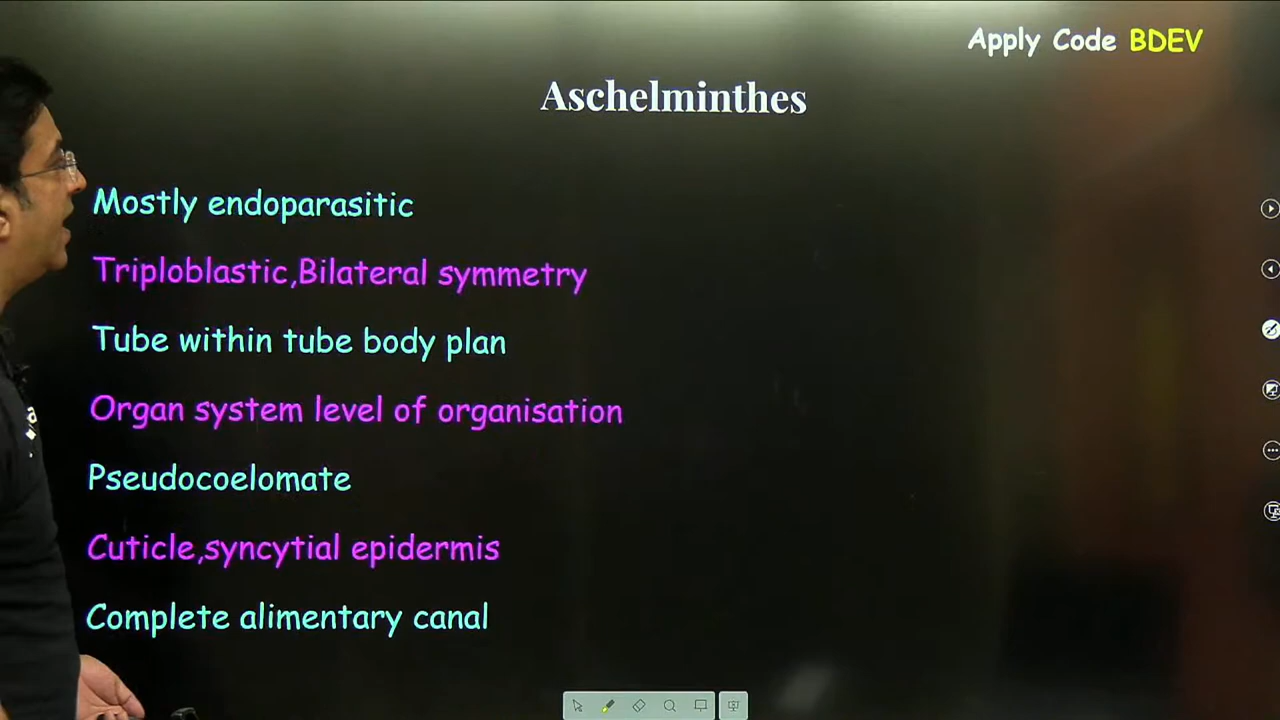 Apply Code BDEV
Aschelminthes
Mostly endoparasitic
Triploblastic,Bilateral symmetry
Tube within tube body plan
Organ system level of organisation
Pseudocoelomate
Cuticle,syncytial epidermis
Complete alimentary canal